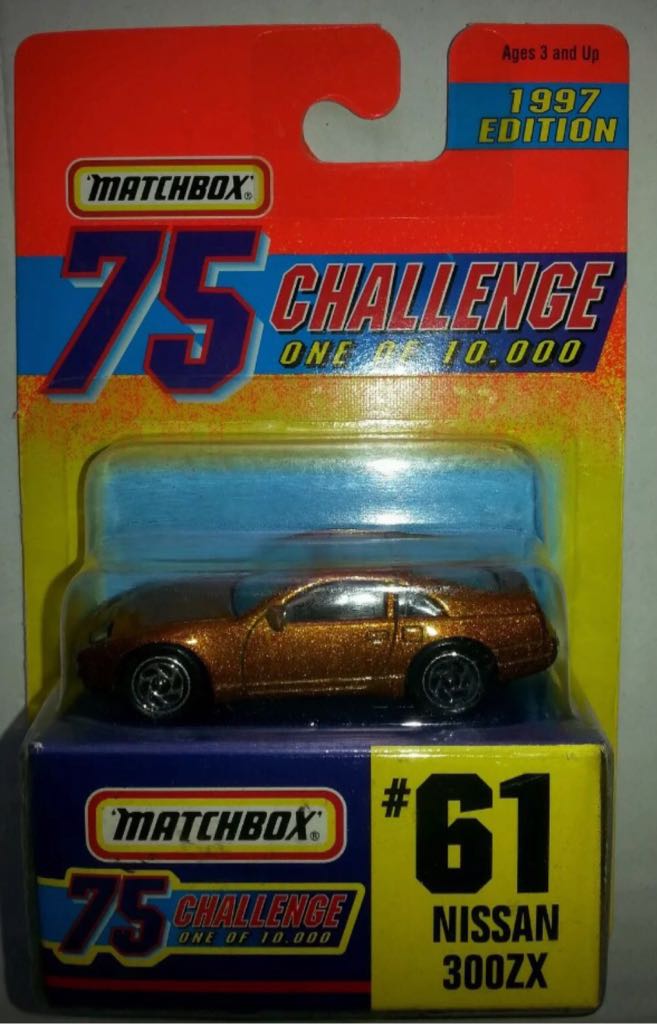 Ages 3 and Up
1997
EDITION
'MATCHBOX'®
75 CHALLENGE
ONE OF 10,000
'MATCHBOX'®
75 CHALLENGE
ONE OF 10,000
#61
NISSAN
300ZX